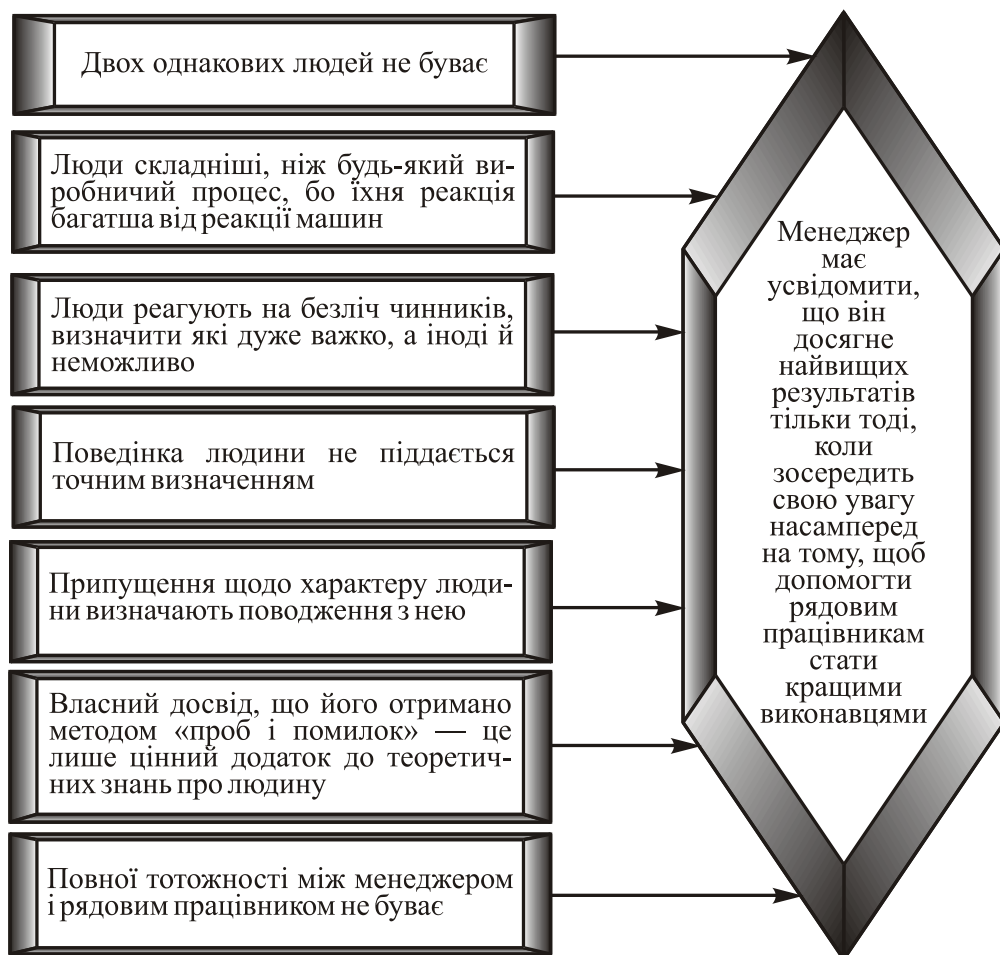 Двох однакових людей не буває
Люди складніші, ніж будь-який ви-
робничий процес, бо їхня реакція
багатша від реакції машин
Люди реагують на безліч чинників,
визначити які дуже важко, а іноді й
неможливо
Поведінка людини не піддається
точним визначенням
Припущення щодо характеру люди-
ни визначають поводження з нею
Власний досвід, що його отримано
методом «проб і помилок» — це
лише цінний додаток до теоретич-
них знань про людину
Повної тотожності між менеджером
і рядовим працівником не буває
Менеджер
має
усвідомити,
що він
досягне
найвищих
результатів
тільки тоді,
коли
зосередить
свою увагу
насамперед
на тому, щоб
допомогти
рядовим
працівникам
стати
кращими
виконавцями